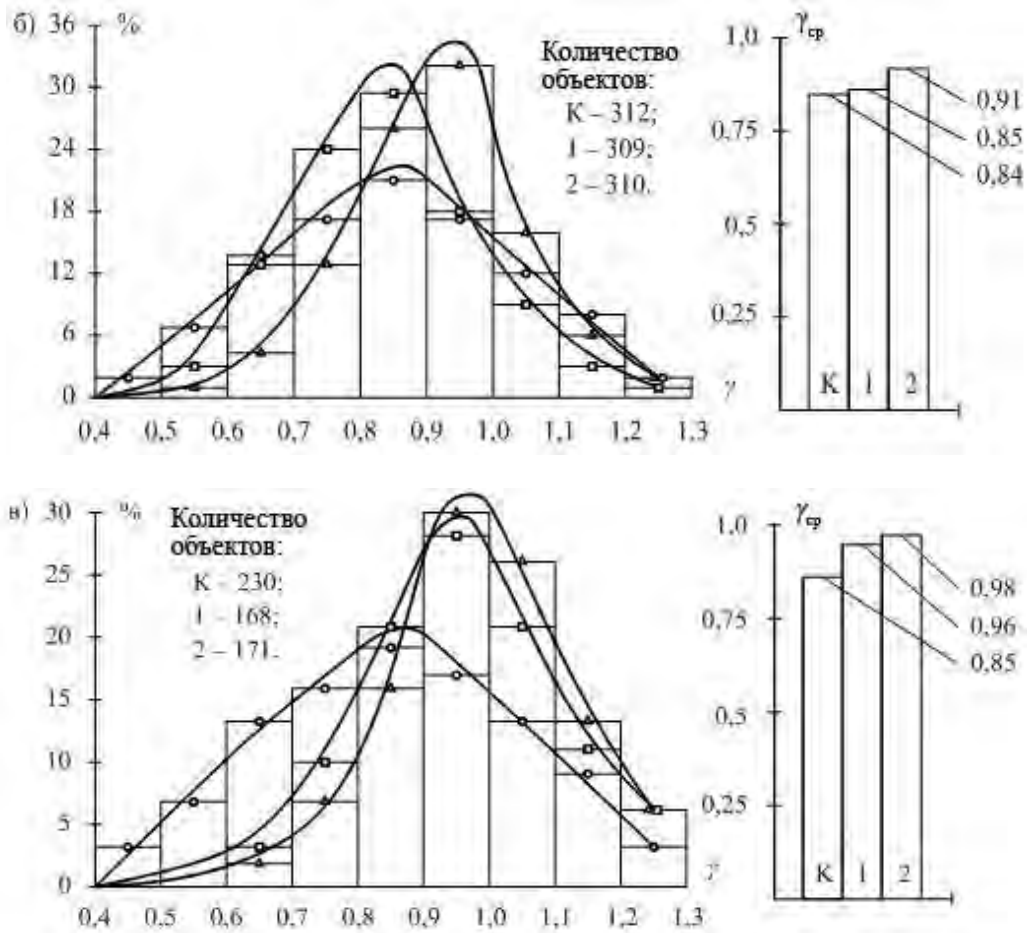 б)
%
36
30
24
18
12
6
0
0,4 0,5 0,6 0,7 0,8 0,9 1,0 1,1 1,2 1,3
γ
Количество
объектов:
К – 312;
1 – 309;
2 – 310.
γср
1,0
0,75
0,5
0,25
К 1 2
0,91
0,85
0,84
в)
%
30
25
20
15
10
5
0
0,4 0,5 0,6 0,7 0,8 0,9 1,0 1,1 1,2 1,3
γ
Количество
объектов:
К – 230;
1 – 168;
2 – 171.
γср
1,0
0,75
0,5
0,25
К 1 2
0,98
0,96
0,85